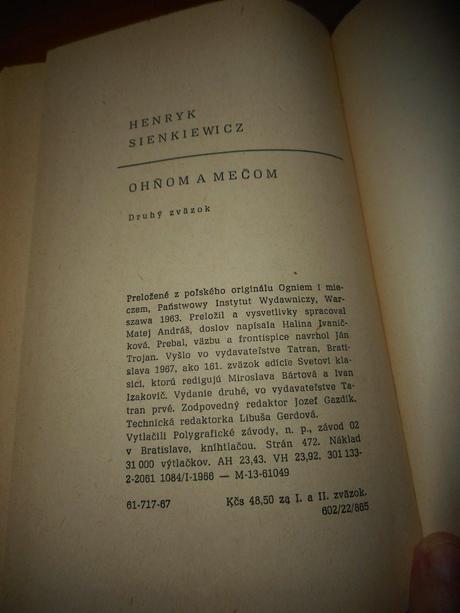 HENRYK
SIENKIEWICZ
OHŇOM A MEČOM
Druhý zväzok
Preložené z poľského originálu Ogniem i mie-
czem, Państwowy Instytut Wydawniczy, War-
szawa 1963. Preložil a vysvetlivky spracoval
Matej Andráš, doslov napísala Halina Ivanič-
ková. Prebal, väzbu a frontispice navrhol Ján
Trojan. Vyšlo vo vydavateľstve Tatran, Brati-
slava 1967, ako 161. zväzok edície Svetoví kla-
sici, ktorú redigujú Miroslava Bártová a Ivan
Izakovič. Vydanie druhé, vo vydavateľstve Ta-
tran prvé. Zodpovedný redaktor Jozef Gazdík.
Technická redaktorka Libuša Gerdová.
Vytlačili Polygrafické závody, n. p., závod 02
v Bratislave, kníhtlačou. Strán 472. Náklad
31 000 výtlačkov. AH 23,43. VH 23,92. 301 133-
2-2061 1084/I-1966 — M-13-61049
61-717-67 Kčs 48,50 za I. a II. zväzok.
602/22/865